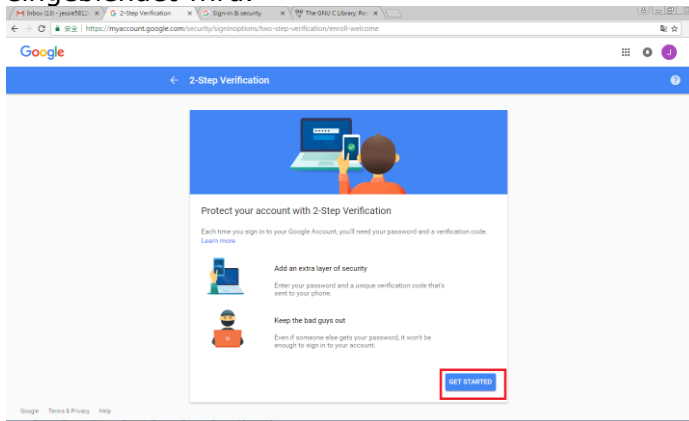 eingeblendet wird.
M Inbox (13) - jessie5812
G 2-Step Verification
G Sign-in & security
The GNU C Library: Re
安全 | https://myaccount.google.com/security/signinoptions/two-step-verification/enroll-welcome
Google
J
← 2-Step Verification
?
Protect your account with 2-Step Verification
Each time you sign in to your Google Account, you'll need your password and a verification code.
Learn more
Add an extra layer of security
Enter your password and a unique verification code that's
sent to your phone.
Keep the bad guys out
Even if someone else gets your password, it won't be
enough to sign in to your account.
GET STARTED
Google Terms & Privacy Help